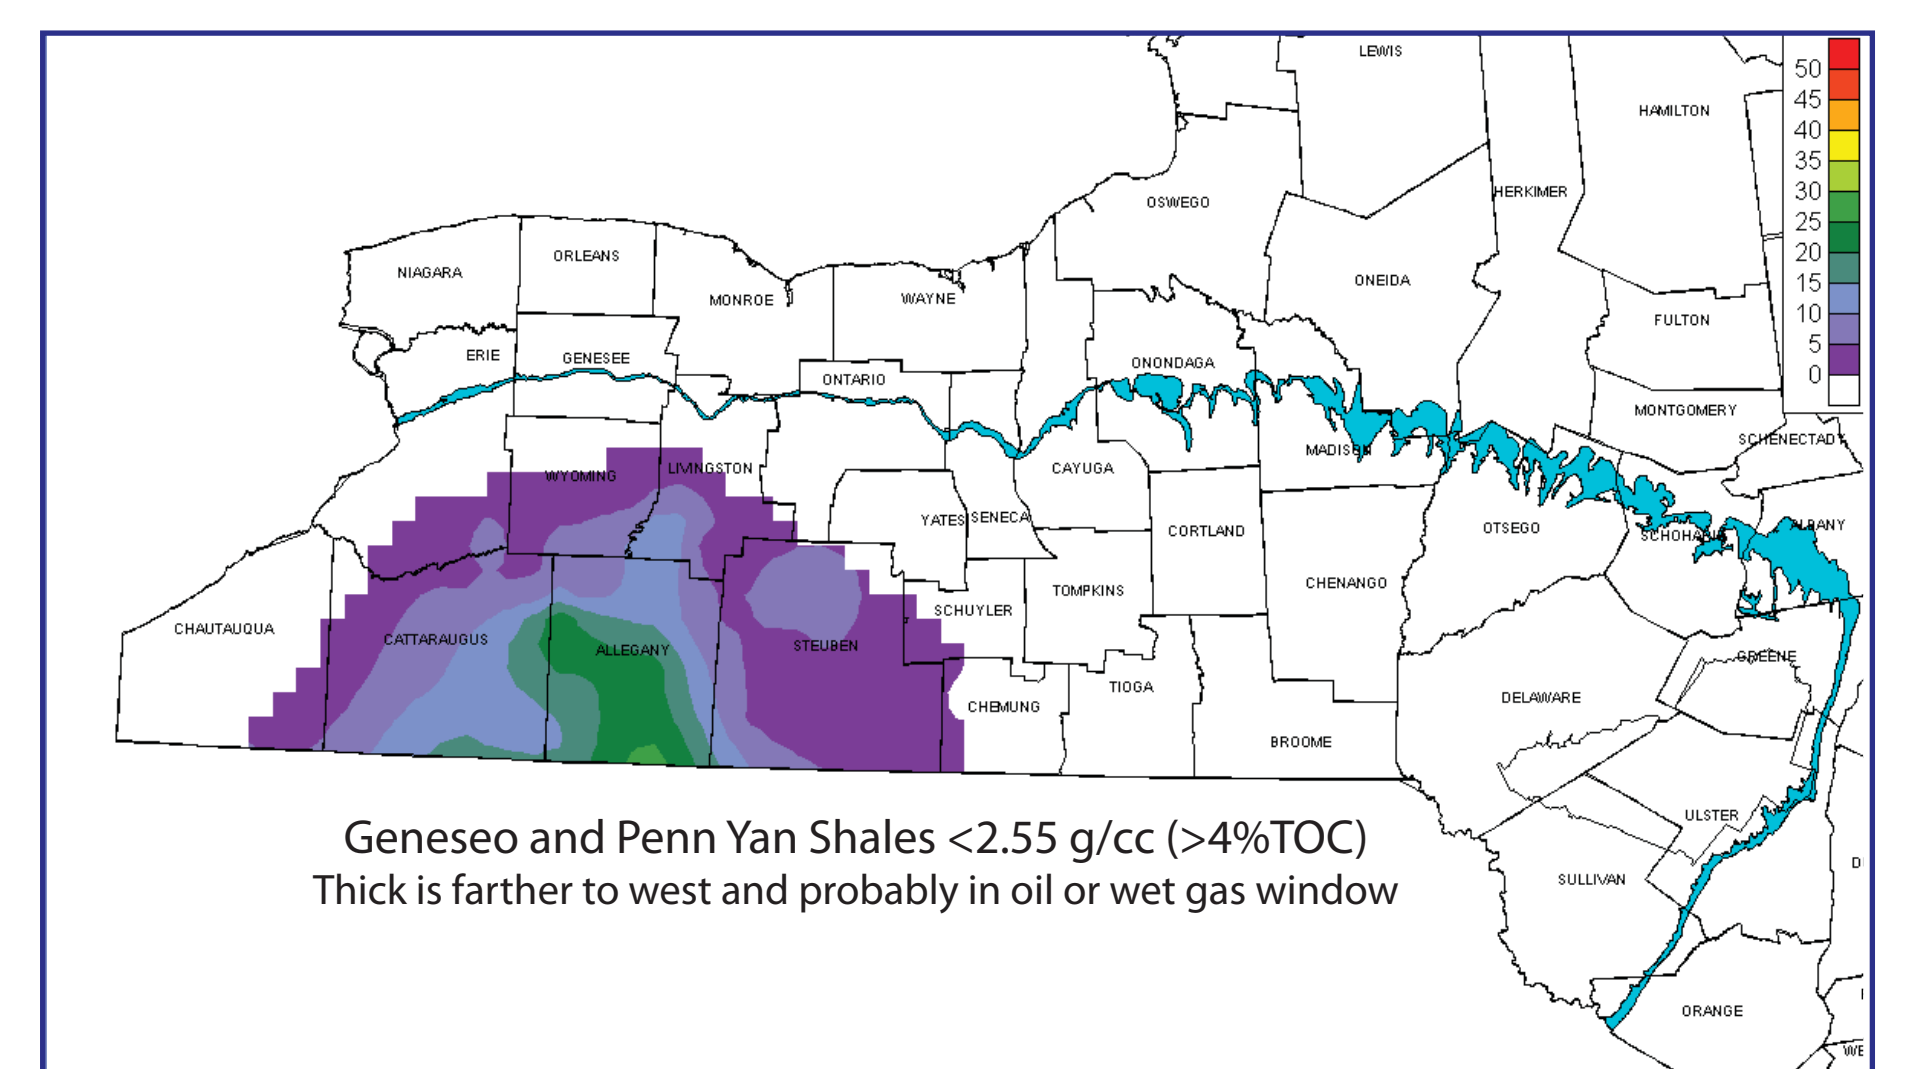 LEWIS
50
45
HAMILTON
40
35
30
HERKIMER
OSWEGO
25
20
ORLEANS
NIAGARA
ONEIDA
15
MONROE
WAYNE
10
FULTON
5
ERIE
GENESEE
ONONDAGA
0
ONTARIO
MONTGOMERY
SCHENECTADY
MADISON
WYOMING
LIVINGSTON
CAYUGA
YATES
SENECA
CORTLAND
OTSEGO
ALBANY
SCHOHARIE
CHENANGO
TOMPKINS
SCHUYLER
CHAUTAUQUA
CATTARAUGUS
ALLEGANY
STEUBEN
GREENE
TIOGA
DELAWARE
CHEMUNG
BROOME
ULSTER
Geneseo and Penn Yan Shales <2.55 g/cc (>4%TOC)
Thick is farther to west and probably in oil or wet gas window
SULLIVAN
D
ORANGE
WE